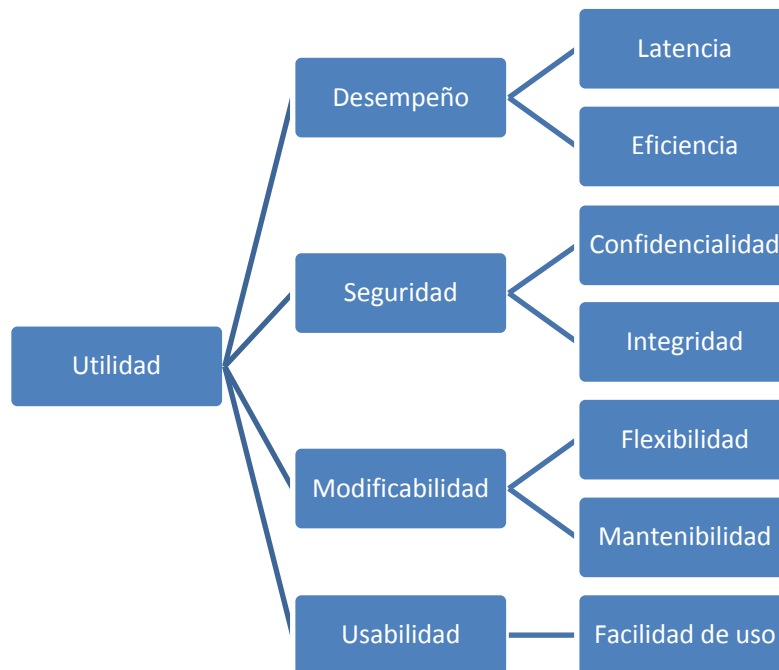 Utilidad
Desempeño
Latencia
Eficiencia
Seguridad
Confidencialidad
Integridad
Modificabilidad
Flexibilidad
Mantenibilidad
Usabilidad
Facilidad de uso